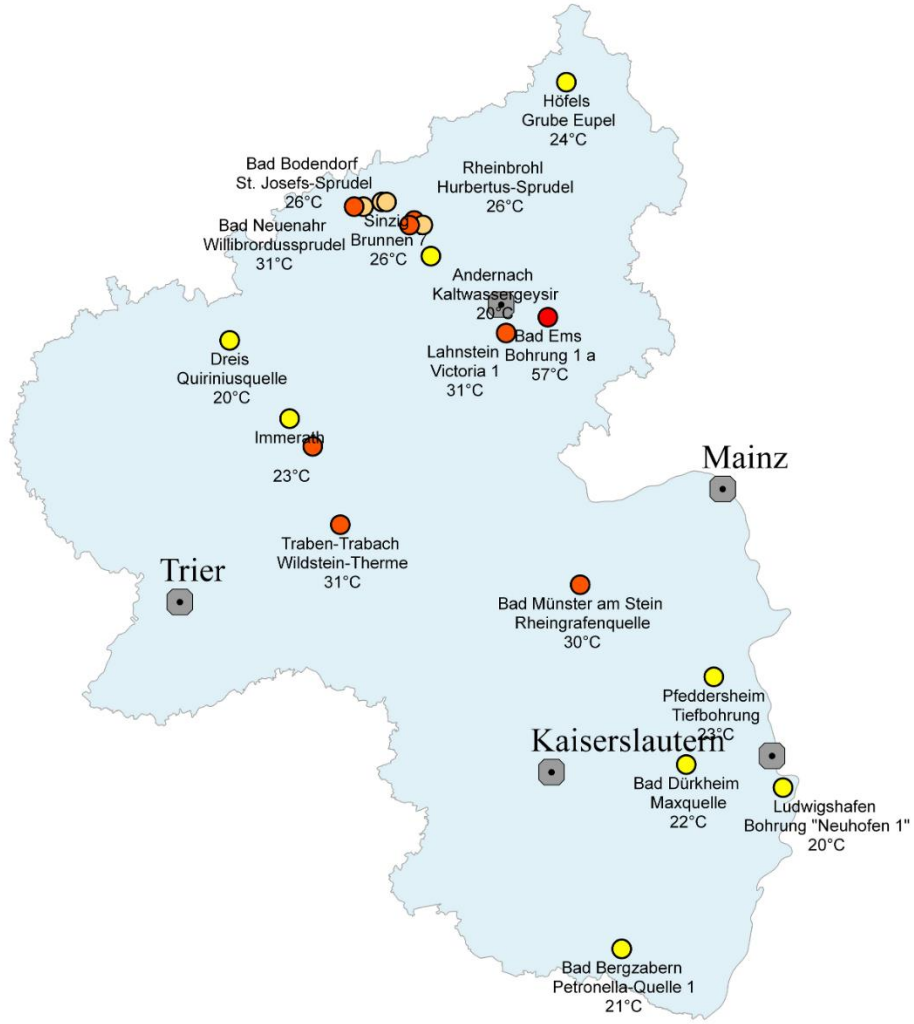 Höfels
Grube Eupel
24°C
Bad Bodendorf
St. Josefs-Sprudel
26°C
Rheinbrohl
Hurbertus-Sprudel
26°C
Bad Neuenahr
Willibrordussprudel
31°C
Sinzig
Brunnen 7
26°C
Andernach
Kaltwassergeysir
20°C
Bad Ems
Bohrung 1 a
57°C
Lahnstein
Victoria 1
31°C
Dreis
Quiriniusquelle
20°C
Immerath
23°C
Mainz
Traben-Trabach
Wildstein-Therme
31°C
Trier
Bad Münster am Stein
Rheingrafenquelle
30°C
Pfeddersheim
Tiefbohrung
23°C
Kaiserslautern
Bad Dürkheim
Maxquelle
22°C
Ludwigshafen
Bohrung "Neuhofen 1"
20°C
Bad Bergzabern
Petronella-Quelle 1
21°C